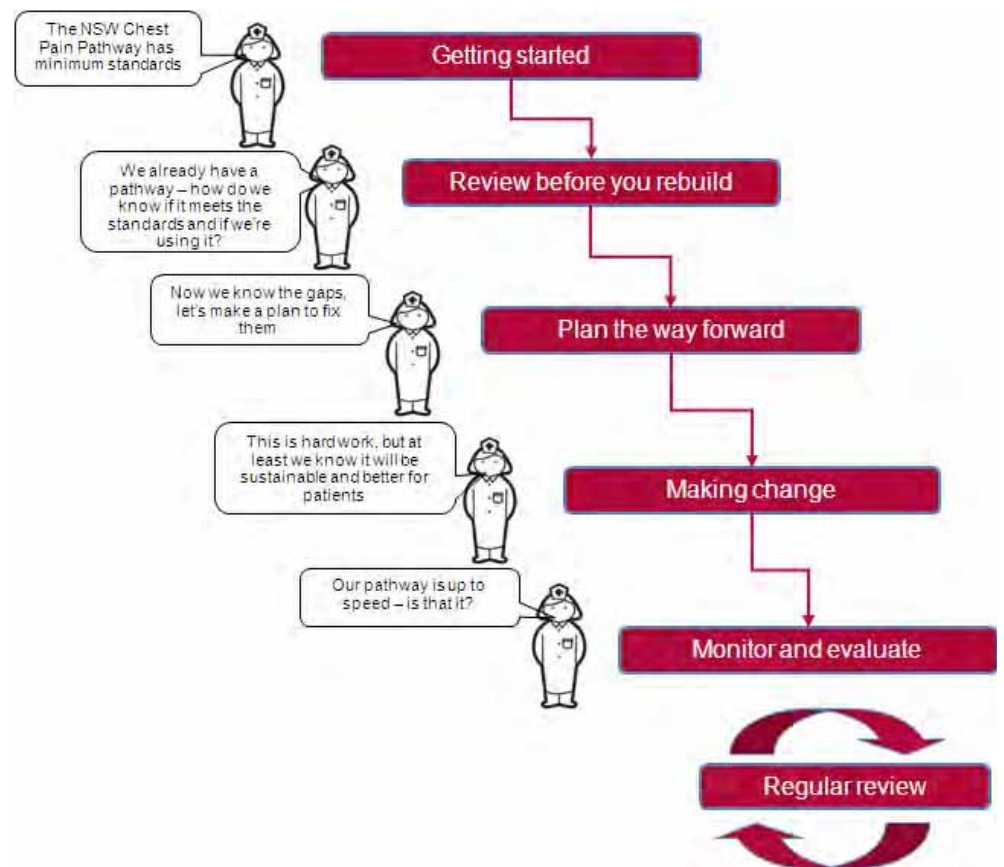 The NSW Chest
Pain Pathway has
minimum standards
Getting started
We already have a
pathway – how do we
know if it meets the
standards and if we're
using it?
Review before you rebuild
Now we know the gaps,
let's make a plan to fix
them
Plan the way forward
This is hard work, but at
least we know it will be
sustainable and better for
patients
Making change
Our pathway is up to
speed – is that it?
Monitor and evaluate
Regular review